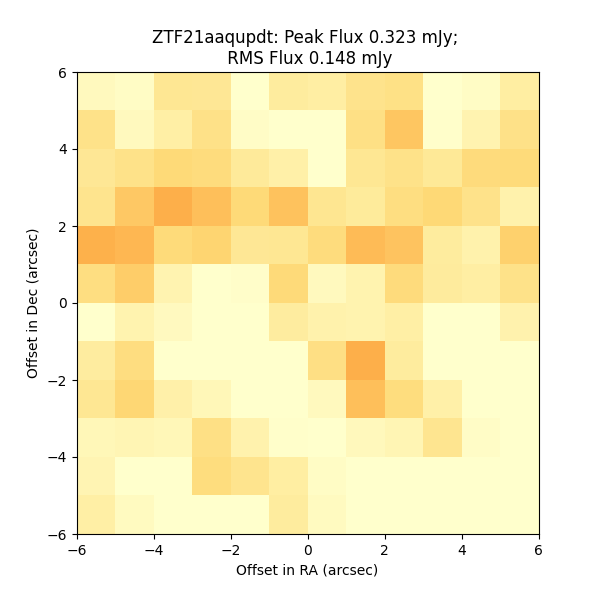 ZTF21aaqupdt: Peak Flux 0.323 mJy;
RMS Flux 0.148 mJy
6
4
2
0
−2
−4
−6
Offset in Dec (arcsec)
−6 −4 −2 0 2 4 6
Offset in RA (arcsec)